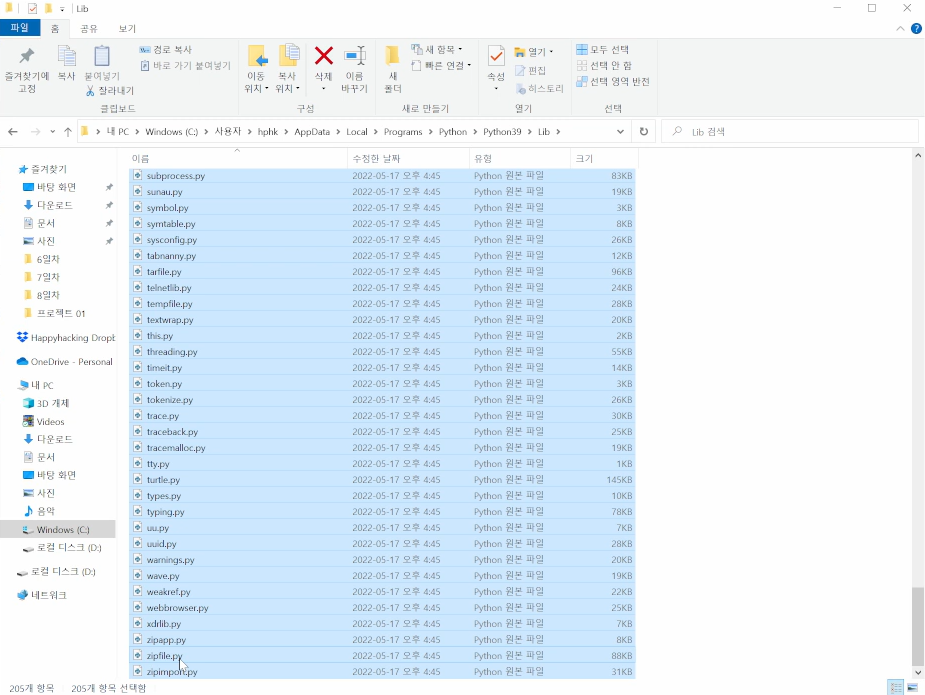 Lib
파일 홈 공유 보기
즐겨찾기에 고정
복사
붙여넣기
경로 복사
바로 가기 붙여넣기
잘라내기
클립보드
이동 위치
복사 위치
삭제
이름 바꾸기
구성
새 폴더
새 항목
빠른 연결
새로 만들기
속성
열기
편집
히스토리
열기
모두 선택
선택 안 함
선택 영역 반전
선택
내 PC > Windows (C:) > 사용자 > hphk > AppData > Local > Programs > Python > Python39 > Lib >
Lib 검색
즐겨찾기
바탕 화면
다운로드
문서
사진
6일차
7일차
8일차
프로젝트 01
Happyhacking Dropb
OneDrive - Personal
내 PC
3D 개체
Videos
다운로드
문서
바탕 화면
사진
음악
Windows (C:)
로컬 디스크 (D:)
로컬 디스크 (D:)
네트워크
이름 수정한 날짜 유형 크기
subprocess.py 2022-05-17 오후 4:45 Python 원본 파일 83KB
sunau.py 2022-05-17 오후 4:45 Python 원본 파일 19KB
symbol.py 2022-05-17 오후 4:45 Python 원본 파일 3KB
symtable.py 2022-05-17 오후 4:45 Python 원본 파일 8KB
sysconfig.py 2022-05-17 오후 4:45 Python 원본 파일 26KB
tabnanny.py 2022-05-17 오후 4:45 Python 원본 파일 12KB
tarfile.py 2022-05-17 오후 4:45 Python 원본 파일 96KB
telnetlib.py 2022-05-17 오후 4:45 Python 원본 파일 24KB
tempfile.py 2022-05-17 오후 4:45 Python 원본 파일 28KB
textwrap.py 2022-05-17 오후 4:45 Python 원본 파일 20KB
this.py 2022-05-17 오후 4:45 Python 원본 파일 2KB
threading.py 2022-05-17 오후 4:45 Python 원본 파일 55KB
timeit.py 2022-05-17 오후 4:45 Python 원본 파일 14KB
token.py 2022-05-17 오후 4:45 Python 원본 파일 3KB
tokenize.py 2022-05-17 오후 4:45 Python 원본 파일 26KB
trace.py 2022-05-17 오후 4:45 Python 원본 파일 30KB
traceback.py 2022-05-17 오후 4:45 Python 원본 파일 25KB
tracemalloc.py 2022-05-17 오후 4:45 Python 원본 파일 19KB
tty.py 2022-05-17 오후 4:45 Python 원본 파일 1KB
turtle.py 2022-05-17 오후 4:45 Python 원본 파일 145KB
types.py 2022-05-17 오후 4:45 Python 원본 파일 10KB
typing.py 2022-05-17 오후 4:45 Python 원본 파일 78KB
uu.py 2022-05-17 오후 4:45 Python 원본 파일 7KB
uuid.py 2022-05-17 오후 4:45 Python 원본 파일 28KB
warnings.py 2022-05-17 오후 4:45 Python 원본 파일 20KB
wave.py 2022-05-17 오후 4:45 Python 원본 파일 19KB
weakref.py 2022-05-17 오후 4:45 Python 원본 파일 22KB
webbrowser.py 2022-05-17 오후 4:45 Python 원본 파일 25KB
xdrlib.py 2022-05-17 오후 4:45 Python 원본 파일 7KB
zipapp.py 2022-05-17 오후 4:45 Python 원본 파일 8KB
zipfile.py 2022-05-17 오후 4:45 Python 원본 파일 88KB
zipimport.py 2022-05-17 오후 4:45 Python 원본 파일 31KB
205개 항목 205개 항목 선택함